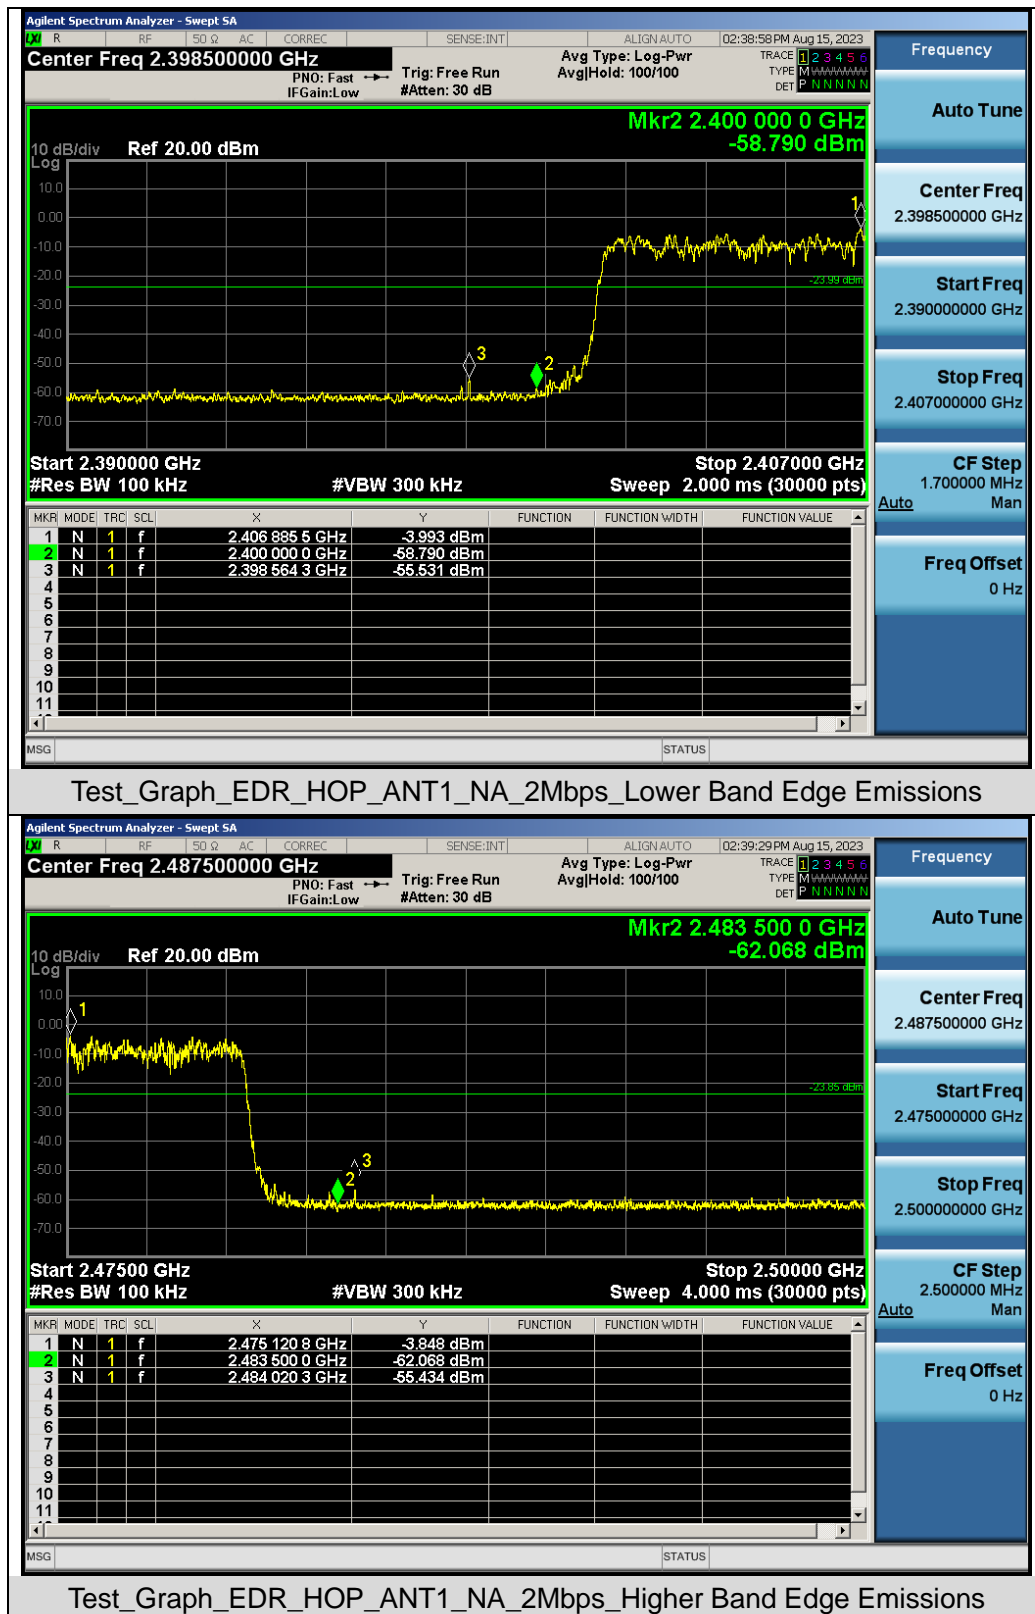 Agilent Spectrum Analyzer - Swept SA
LXI R RF 50 Ω AC CORREC SENSE:INT ALIGN AUTO 02:38:58 PM Aug 15, 2023
Center Freq 2.398500000 GHz
PNO: Fast
IFGain:Low
Trig: Free Run
#Atten: 30 dB
Avg Type: Log-Pwr
Avg|Hold: 100/100
TRACE 1 2 3 4 5 6
TYPE M WWWWW
DET P N N N N N
Mkr2 2.400 000 0 GHz
-58.790 dBm
10 dB/div Ref 20.00 dBm
Log
10.0
0.00
-10.0
-20.0
-30.0
-40.0
-50.0
-60.0
-70.0
1
-23.99 dBm
3
2
Start 2.390000 GHz Stop 2.407000 GHz
#Res BW 100 kHz #VBW 300 kHz Sweep 2.000 ms (30000 pts)
MKR MODE TRC SCL X Y FUNCTION FUNCTION WIDTH FUNCTION VALUE
1 N 1 f 2.406 885 5 GHz -3.993 dBm
2 N 1 f 2.400 000 0 GHz -58.790 dBm
3 N 1 f 2.398 564 3 GHz -55.531 dBm
4
5
6
7
8
9
10
11
MSG STATUS
Frequency
Auto Tune
Center Freq
2.398500000 GHz
Start Freq
2.390000000 GHz
Stop Freq
2.407000000 GHz
CF Step
1.700000 MHz
Auto Man
Freq Offset
0 Hz
Test_Graph_EDR_HOP_ANT1_NA_2Mbps_Lower Band Edge Emissions
Agilent Spectrum Analyzer - Swept SA
LXI R RF 50 Ω AC CORREC SENSE:INT ALIGN AUTO 02:39:29 PM Aug 15, 2023
Center Freq 2.487500000 GHz
PNO: Fast
IFGain:Low
Trig: Free Run
#Atten: 30 dB
Avg Type: Log-Pwr
Avg|Hold: 100/100
TRACE 1 2 3 4 5 6
TYPE M WWWWW
DET P N N N N N
Mkr2 2.483 500 0 GHz
-62.068 dBm
10 dB/div Ref 20.00 dBm
Log
10.0
0.00
-10.0
-20.0
-30.0
-40.0
-50.0
-60.0
-70.0
1
-23.85 dBm
3
2
Start 2.47500 GHz Stop 2.50000 GHz
#Res BW 100 kHz #VBW 300 kHz Sweep 4.000 ms (30000 pts)
MKR MODE TRC SCL X Y FUNCTION FUNCTION WIDTH FUNCTION VALUE
1 N 1 f 2.475 120 8 GHz -3.848 dBm
2 N 1 f 2.483 500 0 GHz -62.068 dBm
3 N 1 f 2.484 020 3 GHz -55.434 dBm
4
5
6
7
8
9
10
11
MSG STATUS
Frequency
Auto Tune
Center Freq
2.487500000 GHz
Start Freq
2.475000000 GHz
Stop Freq
2.500000000 GHz
CF Step
2.500000 MHz
Auto Man
Freq Offset
0 Hz
Test_Graph_EDR_HOP_ANT1_NA_2Mbps_Higher Band Edge Emissions